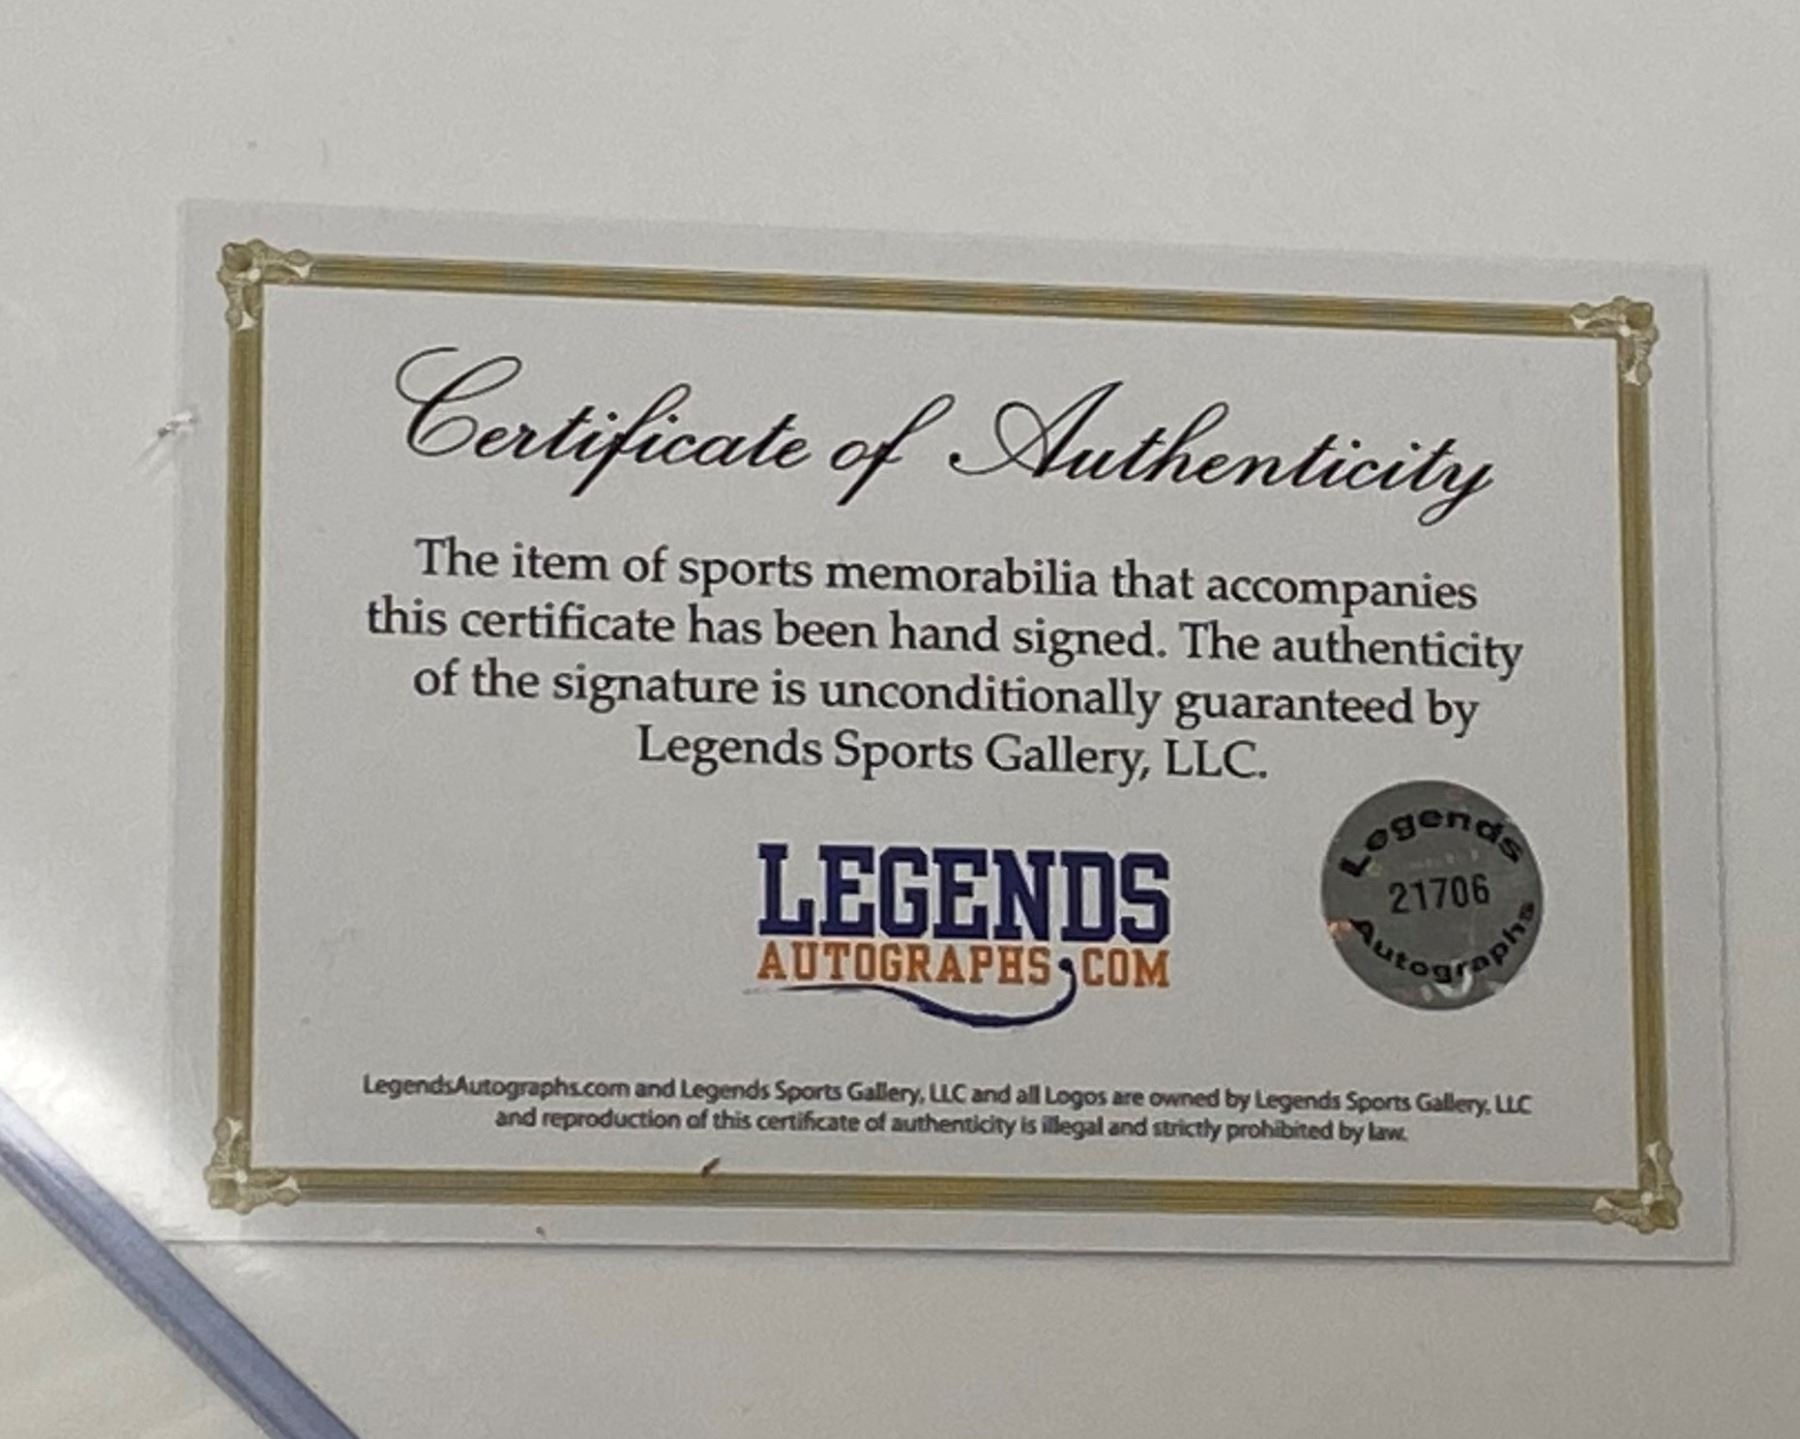 Certificate of Authenticity
The item of sports memorabilia that accompanies
this certificate has been hand signed. The authenticity
of the signature is unconditionally guaranteed by
Legends Sports Gallery, LLC.
LEGENDS
AUTOGRAPHS.COM
Legends
21706
Autographs
LegendsAutographs.com and Legends Sports Gallery, LLC and all Logos are owned by Legends Sports Gallery, LLC
and reproduction of this certificate of authenticity is illegal and strictly prohibited by law.